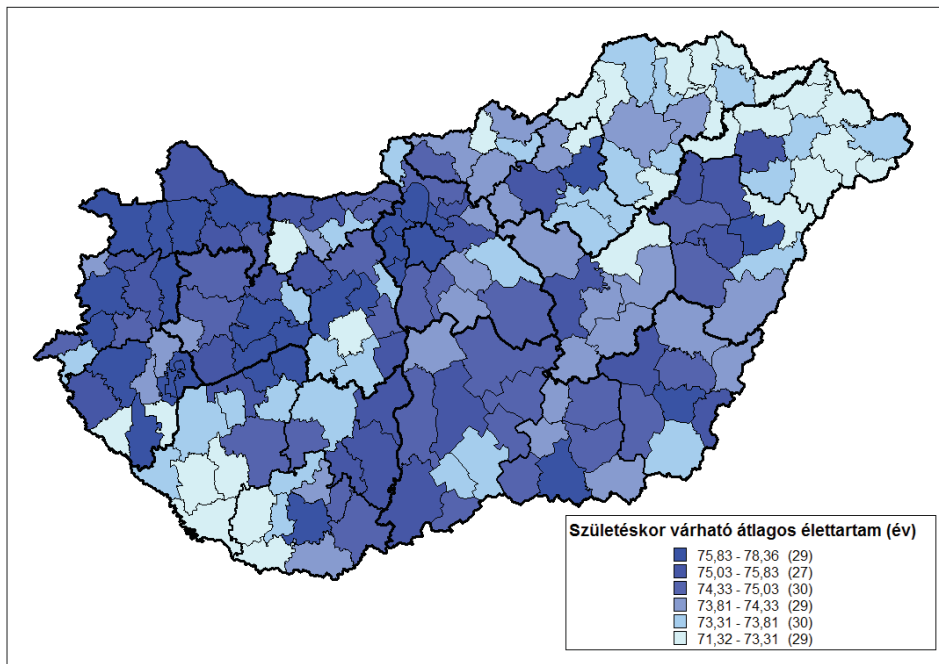 Születéskor várható átlagos élettartam (év)
75,83 - 78,36 (29)
75,03 - 75,83 (27)
74,33 - 75,03 (30)
73,81 - 74,33 (29)
73,31 - 73,81 (30)
71,32 - 73,31 (29)